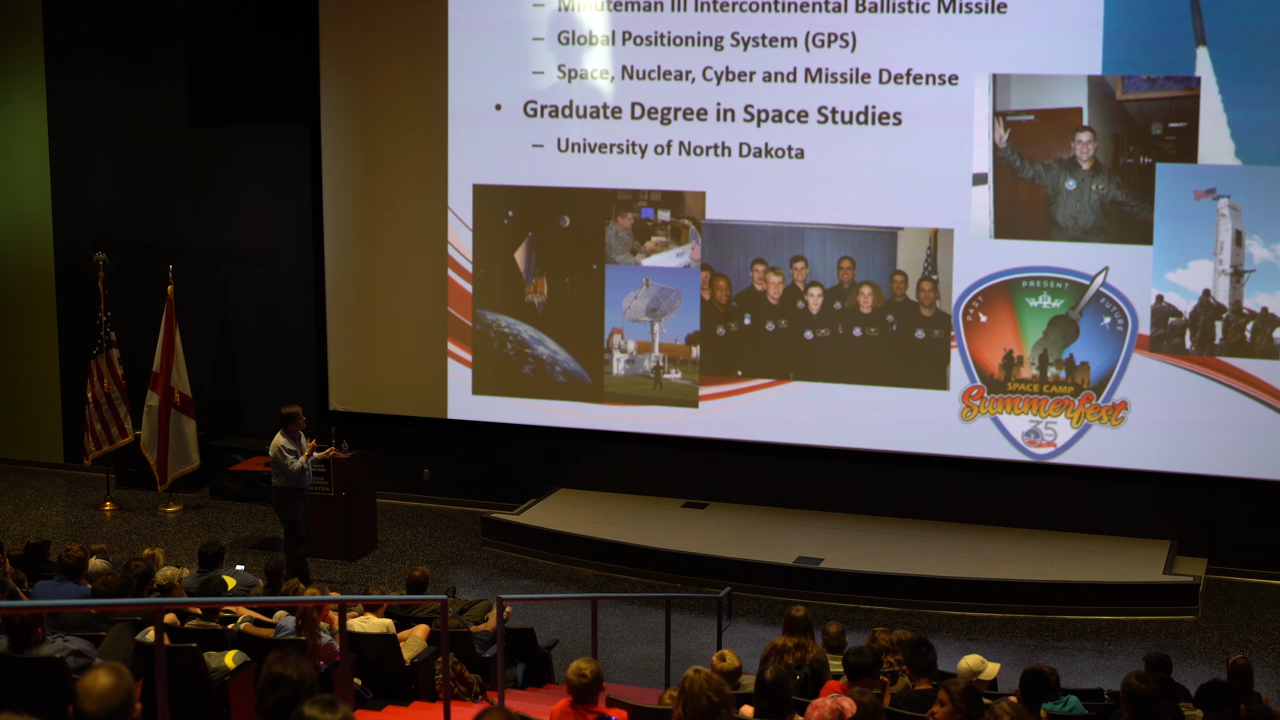 – Minuteman III Intercontinental Ballistic Missile
– Global Positioning System (GPS)
– Space, Nuclear, Cyber and Missile Defense
• Graduate Degree in Space Studies
– University of North Dakota
PAST PRESENT FUTURE
SPACE CAMP
Summerfest
35